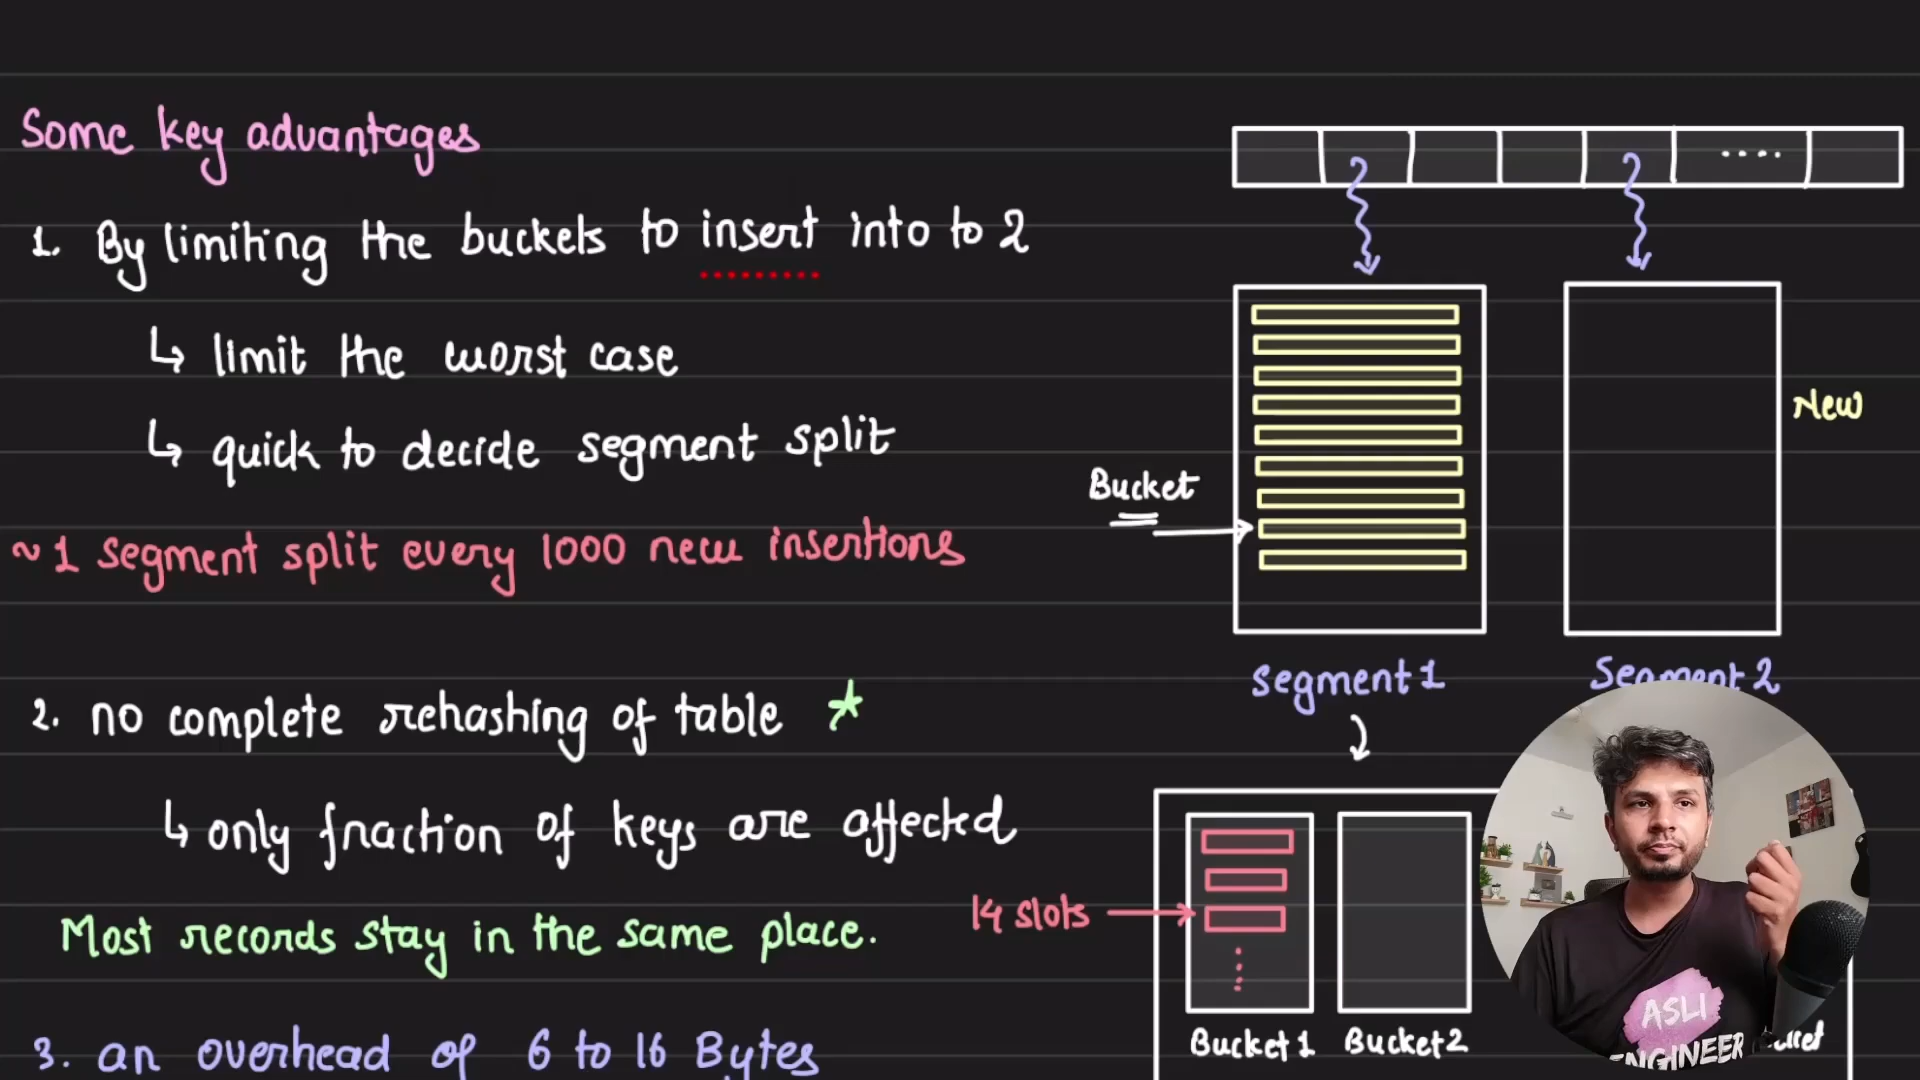 Some key advantages
1. By limiting the buckets to insert into to 2
↳ limit the worst case
↳ quick to decide segment split
~1 segment split every 1000 new insertions
2. no complete rehashing of table *
↳ only fraction of keys are affected
Most records stay in the same place.
3. an overhead of 6 to 16 Bytes
....
New
Bucket
Segment 1
Segment 2
14 slots
Bucket 1
Bucket 2
ASLI
ENGINEER